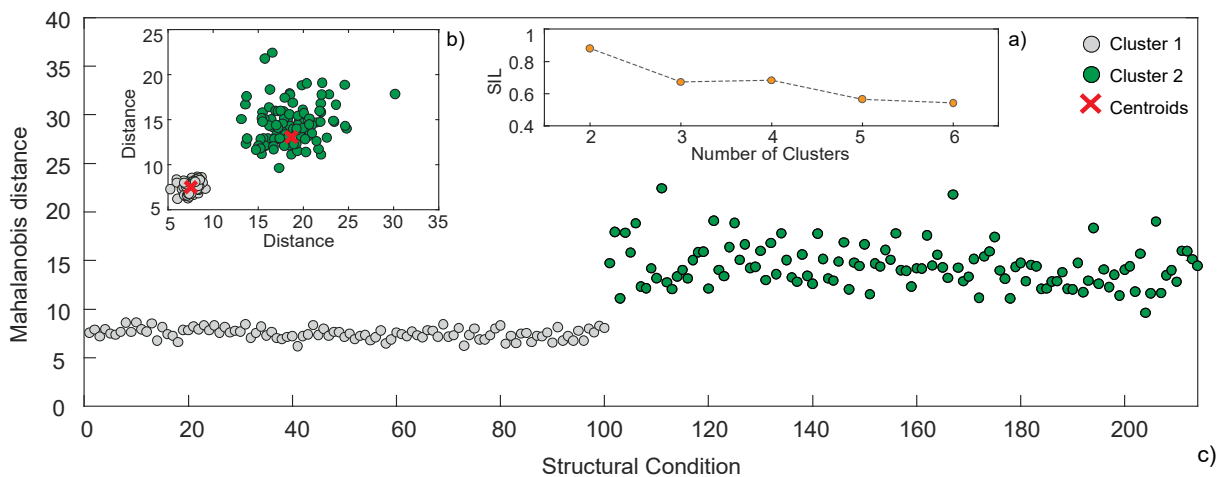 40
35
30
25
20
15
10
5
0
Mahalanobis distance
0 20 40 60 80 100 120 140 160 180 200
Structural Condition
c)
25
20
15
10
5
Distance
5 10 15 20 25 30 35
Distance
b)
1
0.8
0.6
0.4
SIL
2 3 4 5 6
Number of Clusters
a)
Cluster 1
Cluster 2
Centroids